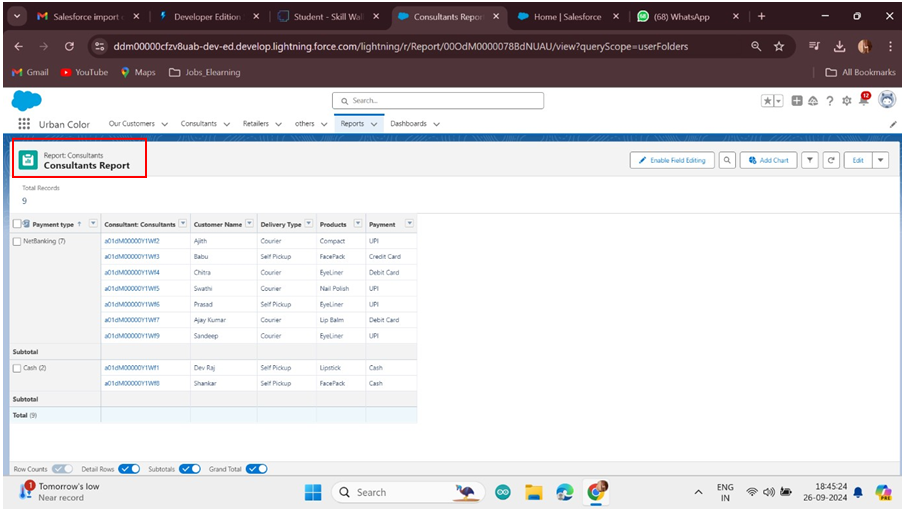 Salesforce import
Developer Edition
Student - Skill Wal
Consultants Report
Home | Salesforce
(68) WhatsApp
ddm00000cfzv8uab-dev-ed.develop.lightning.force.com/lightning/r/Report/00OdM000078BdNUAU/view?queryScope=userFolders
Gmail YouTube Maps Jobs_Elearning All Bookmarks
Search...
12
Urban Color Our Customers Consultants Retailers others Reports Dashboards
Report: Consultants
Consultants Report
Enable Field Editing Add Chart Edit
Total Records
9
Payment type ↑ Consultant: Consultants Customer Name Delivery Type Products Payment
NetBanking (7) a01dM00000Y1Wf2 Ajith Courier Compact UPI
a01dM00000Y1Wf3 Babu Self Pickup FacePack Credit Card
a01dM00000Y1Wf4 Chitra Courier EyeLiner Debit Card
a01dM00000Y1Wf5 Swathi Courier Nail Polish UPI
a01dM00000Y1Wf6 Prasad Self Pickup EyeLiner UPI
a01dM00000Y1Wf7 Ajay Kumar Courier Lip Balm Debit Card
a01dM00000Y1Wf9 Sandeep Courier EyeLiner UPI
Subtotal
Cash (2) a01dM00000Y1Wf1 Dev Raj Self Pickup Lipstick Cash
a01dM00000Y1Wf8 Shankar Self Pickup FacePack Cash
Subtotal
Total (9)
Row Counts Detail Rows Subtotals Grand Total
1 Tomorrow's low
Near record
Search
ENG
IN
18:45:24
26-09-2024
PRE